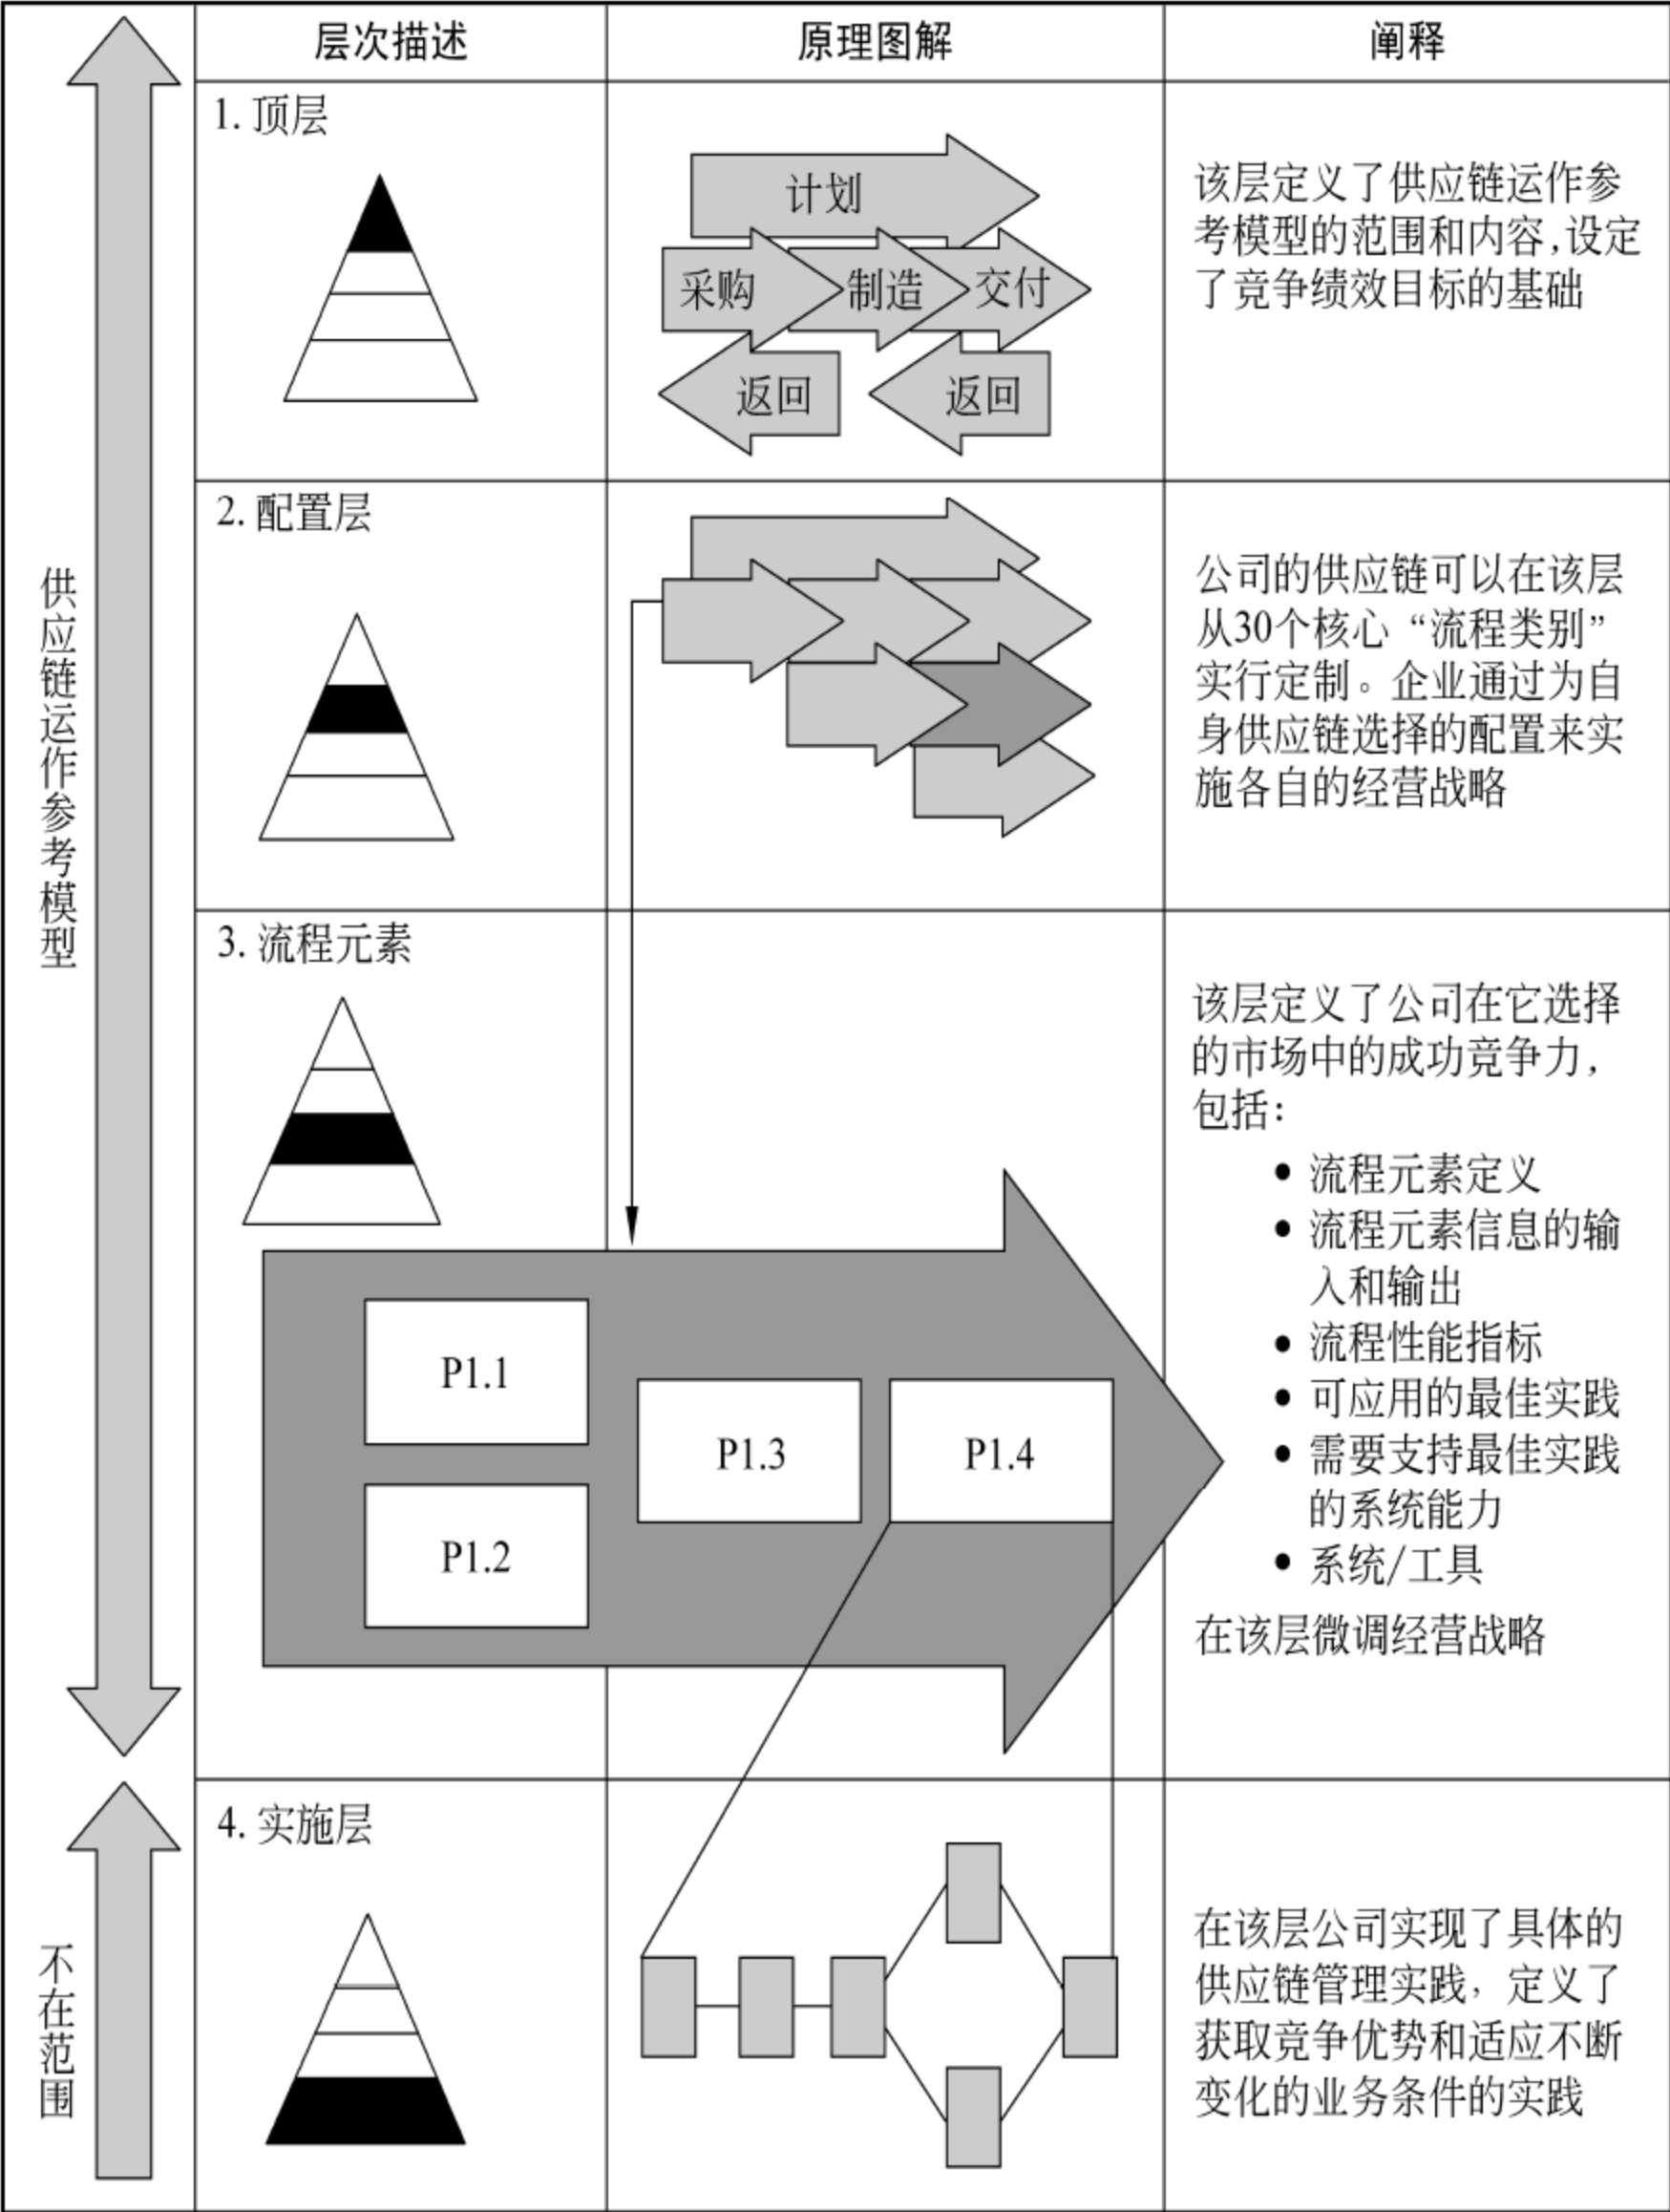 层次描述
原理图解
阐释
供应链运作参考模型
1. 顶层
计划
采购
制造
交付
返回
返回
该层定义了供应链运作参
考模型的范围和内容,设定
了竞争绩效目标的基础
2. 配置层
公司的供应链可以在该层
从30个核心“流程类别”
实行定制。企业通过为自
身供应链选择的配置来实
施各自的经营战略
3. 流程元素
P1.1
P1.2
P1.3
P1.4
该层定义了公司在它选择
的市场中的成功竞争力,
包括:
● 流程元素定义
● 流程元素信息的输
入和输出
● 流程性能指标
● 可应用的最佳实践
● 需要支持最佳实践
的系统能力
● 系统/工具
在该层微调经营战略
不在范围
4. 实施层
在该层公司实现了具体的
供应链管理实践，定义了
获取竞争优势和适应不断
变化的业务条件的实践